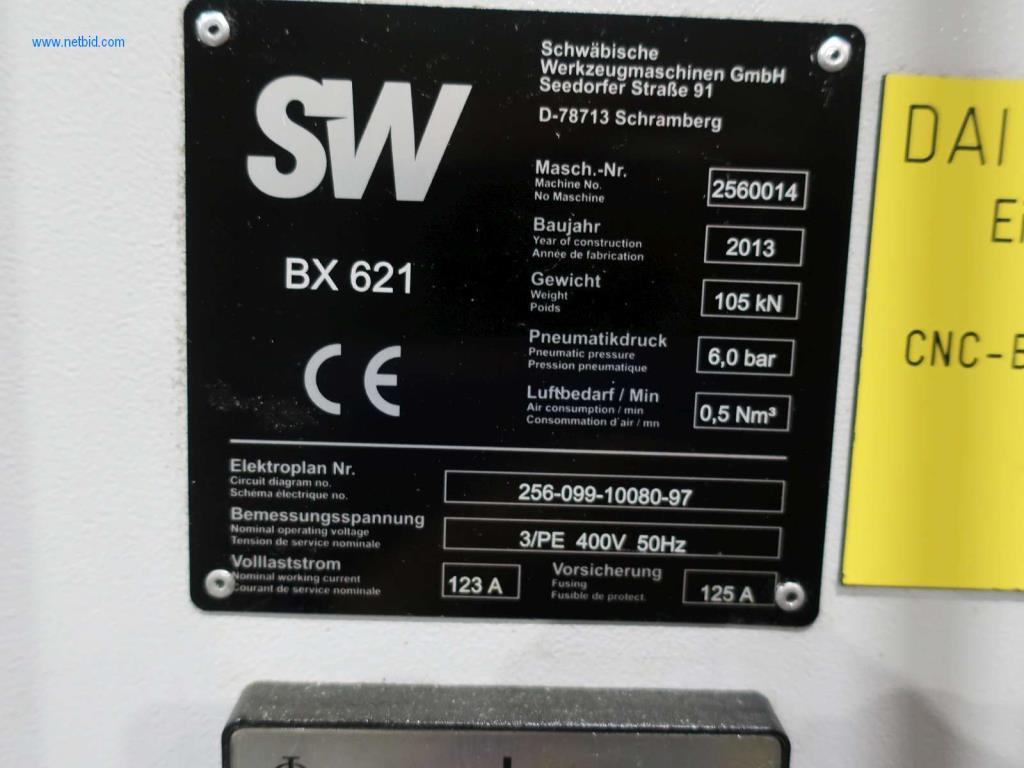 www.netbid.com
SW
BX 621
CE
Schwäbische
Werkzeugmaschinen GmbH
Seedorfer Straße 91
D-78713 Schramberg
Masch.-Nr.
Machine No.
No Maschine
2560014
Baujahr
Year of construction
Année de fabrication
2013
Gewicht
Weight
Poids
105 kN
Pneumatikdruck
Pneumatic pressure
Pression pneumatique
6,0 bar
Luftbedarf / Min
Air consumption / min
Consommation d'air / mn
0,5 Nm³
Elektroplan Nr.
Circuit diagram no.
Schéma électrique no.
256-099-10080-97
Bemessungsspannung
Nominal operating voltage
Tension de service nominale
3/PE 400V 50Hz
Volllaststrom
Nominal working current
Courant de service nominale
123 A
Vorsicherung
Fusing
Fusible de protect.
125 A
DAI
CNC-